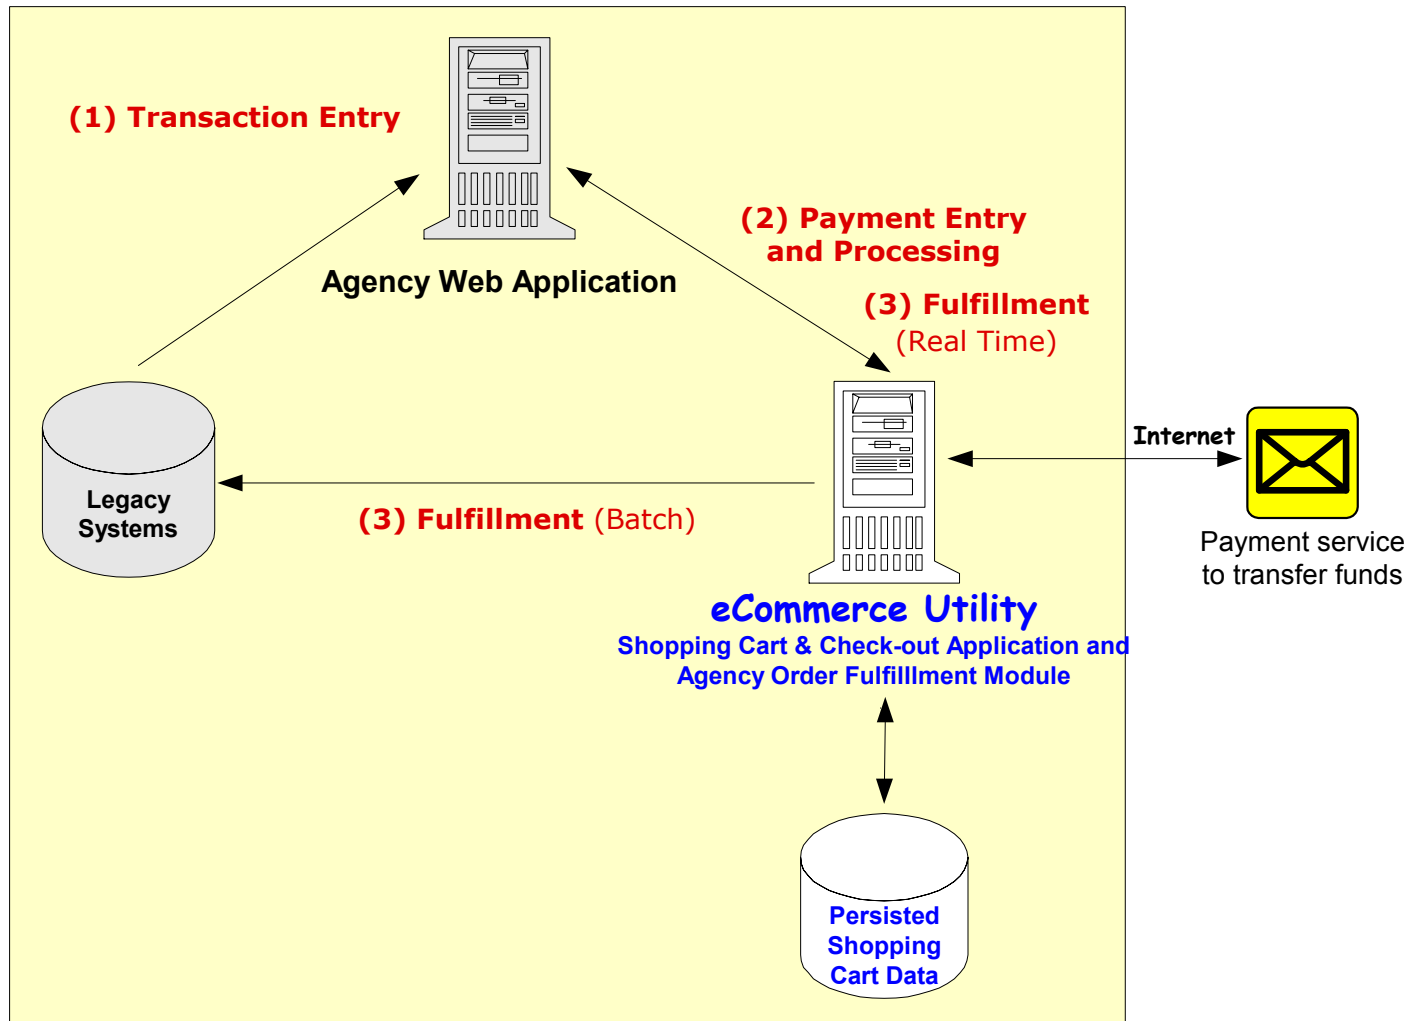 (1) Transaction Entry
Agency Web Application
(2) Payment Entry
and Processing
(3) Fulfillment
(Real Time)
Internet
Legacy
Systems
(3) Fulfillment (Batch)
Payment service
to transfer funds
eCommerce Utility
Shopping Cart & Check-out Application and
Agency Order Fulfilllment Module
Persisted
Shopping
Cart Data